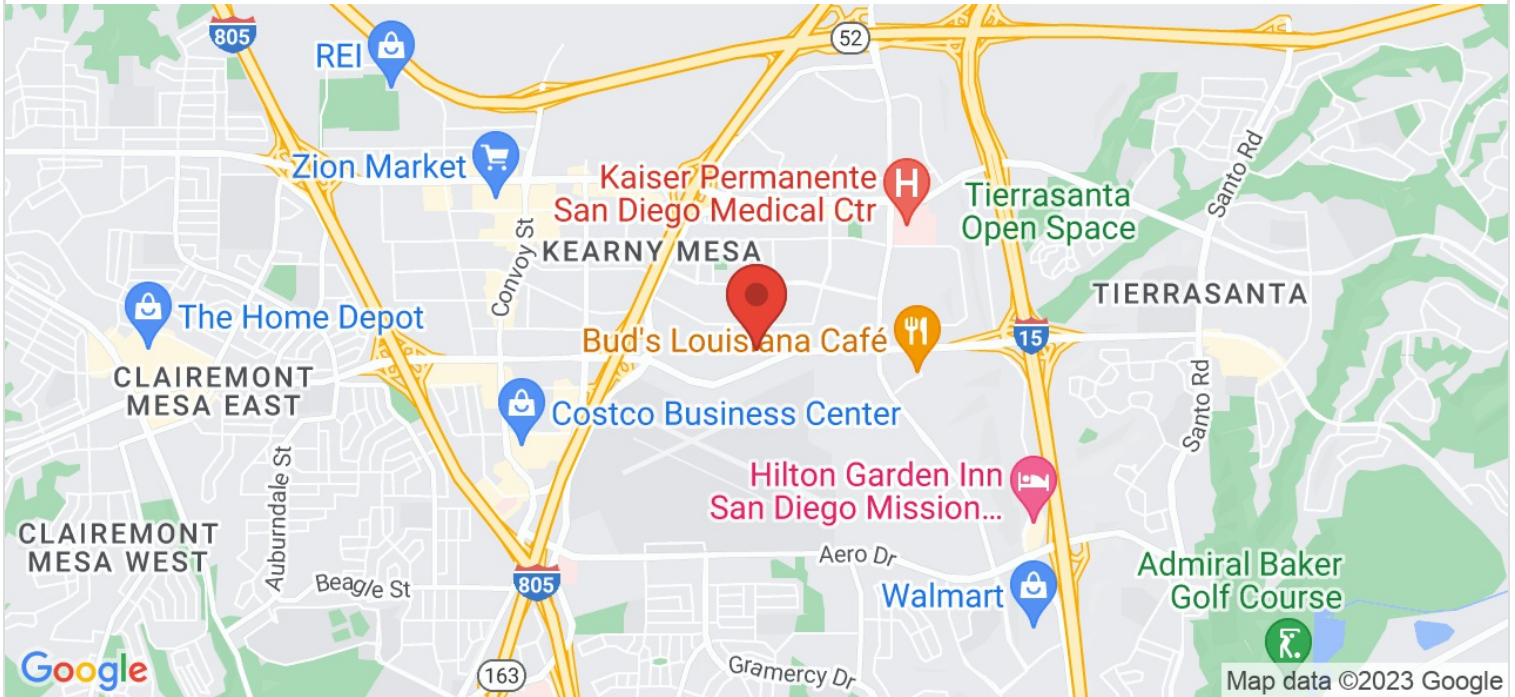 805
REI
52
Zion Market
Kaiser Permanente
San Diego Medical Ctr
H
Tierrasanta
Open Space
Santo Rd
Convoy St
KEARNY MESA
TIERRASANTA
The Home Depot
Bud's Louisiana Café
15
CLAIREMONT
MESA EAST
Costco Business Center
Santo Rd
Auburndale St
Hilton Garden Inn
San Diego Mission...
CLAIREMONT
MESA WEST
Aero Dr
Beagle St
805
Walmart
Admiral Baker
Golf Course
Google
163
Gramercy Dr
Map data ©2023 Google